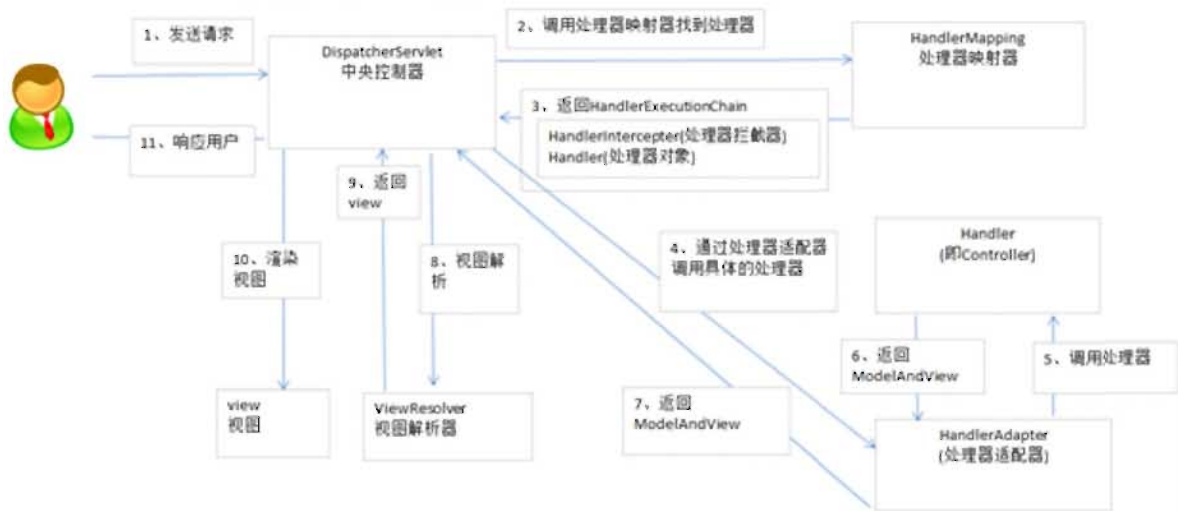 1、发送请求
DispatcherServlet
中央控制器
2、调用处理器映射器找到处理器
HandlerMapping
处理器映射器
3、返回HandlerExecutionChain
HandlerIntercepter(处理器拦截器)
Handler(处理器对象)
11、响应用户
9、返回
view
10、渲染
视图
8、视图解
析
4、通过处理器适配器
调用具体的处理器
Handler
(即Controller)
6、返回
ModelAndView
5、调用处理器
view
视图
ViewResolver
视图解析器
7、返回
ModelAndView
HandlerAdapter
(处理器适配器)